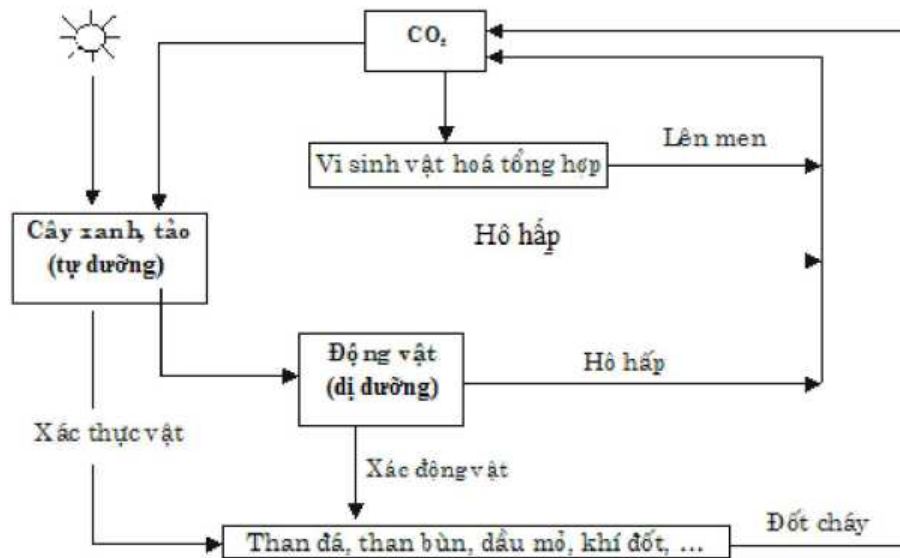 CO₂
Lên men
Vi sinh vật hoá tổng hợp
Cây xanh, tảo
(tự dưỡng)
Hô hấp
Động vật
(dị dưỡng)
Hô hấp
Xác thực vật
Xác động vật
Đốt cháy
Than đá, than bùn, dầu mỏ, khí đốt, ...